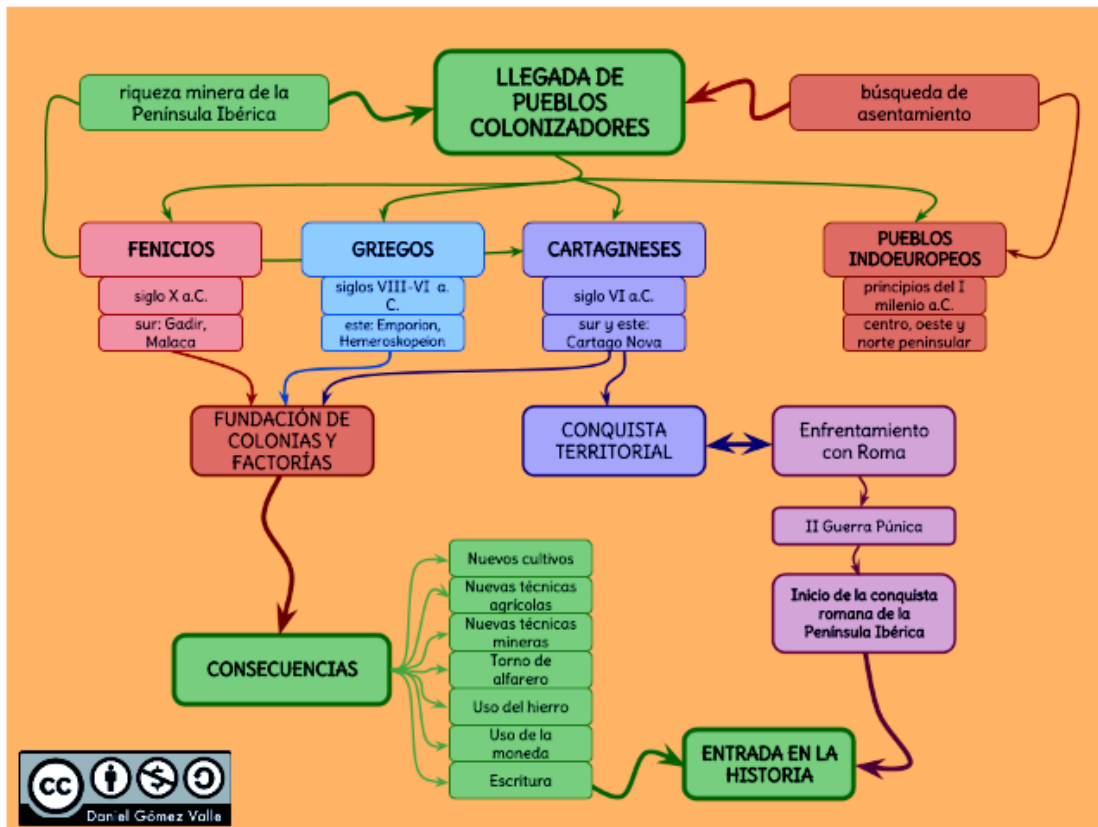 LLEGADA DE
PUEBLOS
COLONIZADORES
riqueza minera de la
Península Ibérica
búsqueda de
asentamiento
FENICIOS
siglo X a.C.
sur: Gadir,
Malaca
GRIEGOS
siglos VIII-VI a.
C.
este: Emporion,
Hemeroskopeion
CARTAGINESES
siglo VI a.C.
sur y este:
Cartago Nova
PUEBLOS
INDOEUROPEOS
principios del I
milenio a.C.
centro, oeste y
norte peninsular
FUNDACIÓN DE
COLONIAS Y
FACTORÍAS
CONQUISTA
TERRITORIAL
Enfrentamiento
con Roma
II Guerra Púnica
Inicio de la conquista
romana de la
Península Ibérica
CONSECUENCIAS
Nuevos cultivos
Nuevas técnicas
agrícolas
Nuevas técnicas
mineras
Torno de
alfarero
Uso del hierro
Uso de la
moneda
Escritura
ENTRADA EN LA
HISTORIA
cc
Daniel Gómez Valle